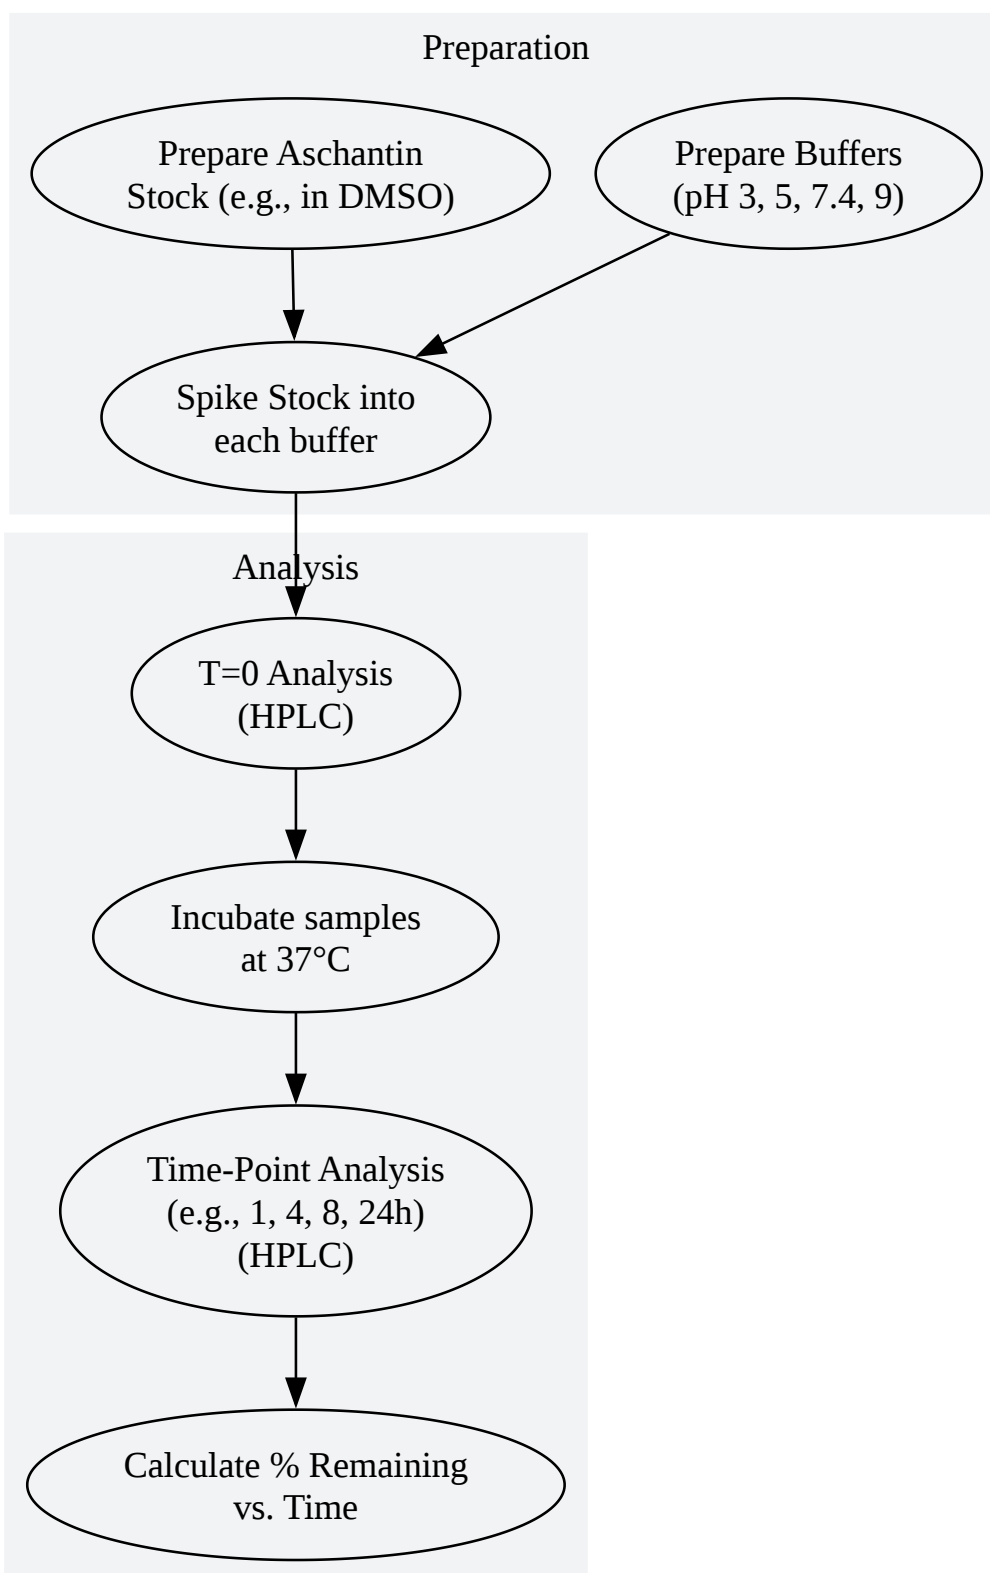 Preparation
Prepare Aschantin
Stock (e.g., in DMSO)
Prepare Buffers
(pH 3, 5, 7.4, 9)
Spike Stock into
each buffer
Analysis
T=0 Analysis
(HPLC)
Incubate samples
at 37°C
Time-Point Analysis
(e.g., 1, 4, 8, 24h)
(HPLC)
Calculate % Remaining
vs. Time